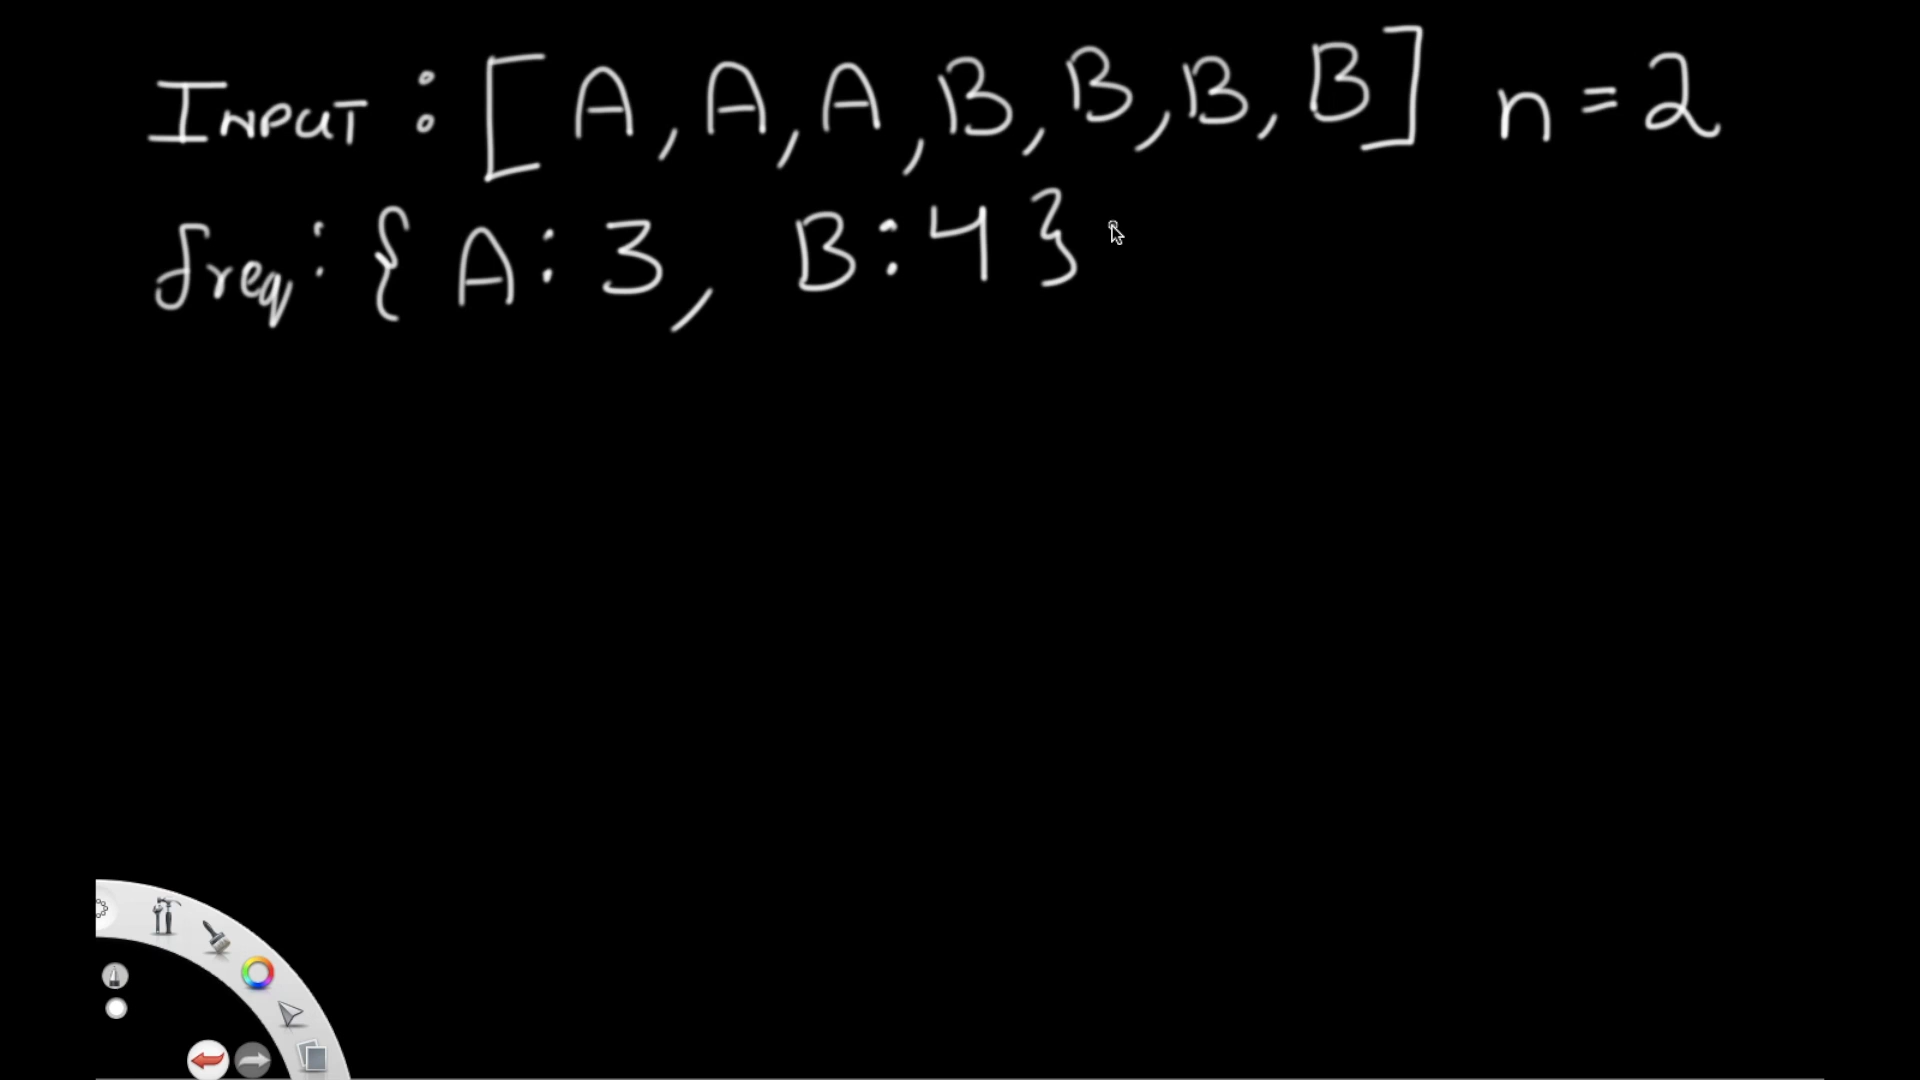 Input : [ A, A, A, B, B, B, B ] n = 2
freq : { A : 3, B : 4 }